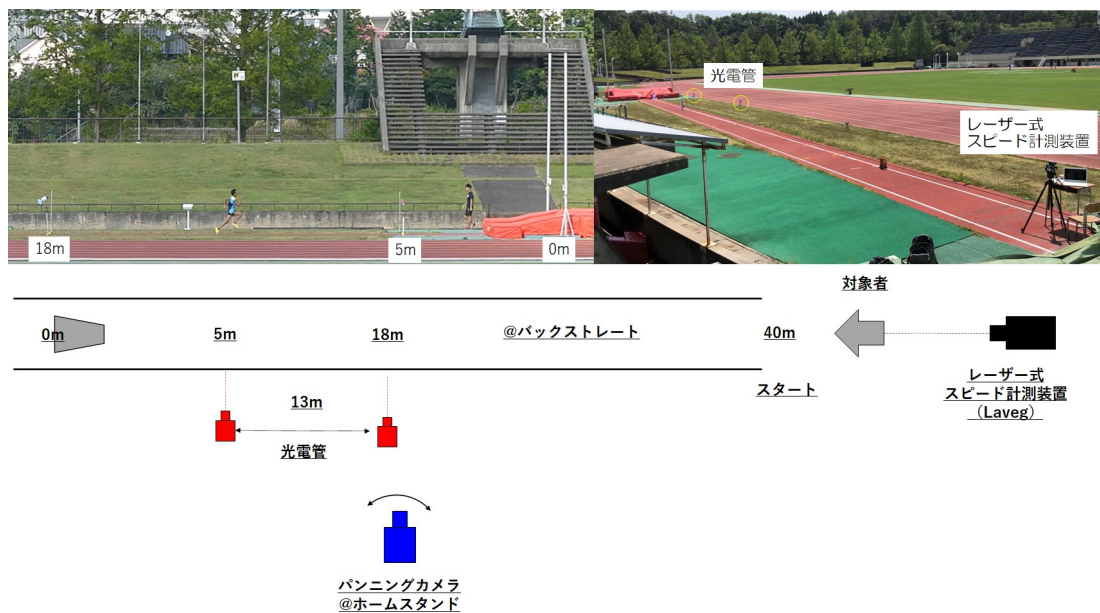 光電管
レーザー式
スピード計測装置
18m
5m
0m
対象者
0m
5m
18m
@バックストレート
40m
スタート
レーザー式
スピード計測装置
（Laveg）
13m
光電管
パンニングカメラ
@ホームスタンド